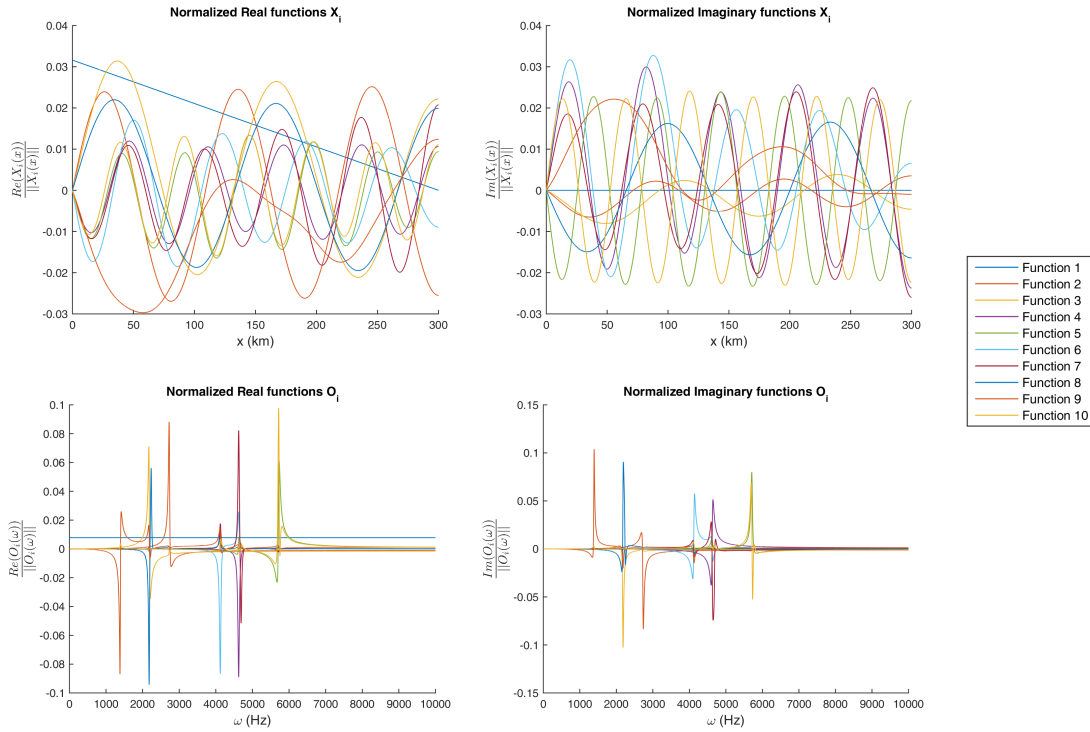 Normalized Real functions X_i
0.04
0.03
0.02
0.01
0
-0.01
-0.02
-0.03
0 50 100 150 200 250 300
x (km)
Re(X_i(x))
||X_i(x)||
Normalized Imaginary functions X_i
0.04
0.03
0.02
0.01
0
-0.01
-0.02
-0.03
0 50 100 150 200 250 300
x (km)
Im(X_i(x))
||X_i(x)||
Function 1
Function 2
Function 3
Function 4
Function 5
Function 6
Function 7
Function 8
Function 9
Function 10
Normalized Real functions O_i
0.1
0.08
0.06
0.04
0.02
0
-0.02
-0.04
-0.06
-0.08
0.1
0 1000 2000 3000 4000 5000 6000 7000 8000 9000 10000
ω (Hz)
Re(O_i(ω))
||O_i(ω)||
Normalized Imaginary functions O_i
0.15
0.1
0.05
0
-0.05
-0.1
-0.15
0 1000 2000 3000 4000 5000 6000 7000 8000 9000 10000
ω (Hz)
Im(O_i(ω))
||O_i(ω)||